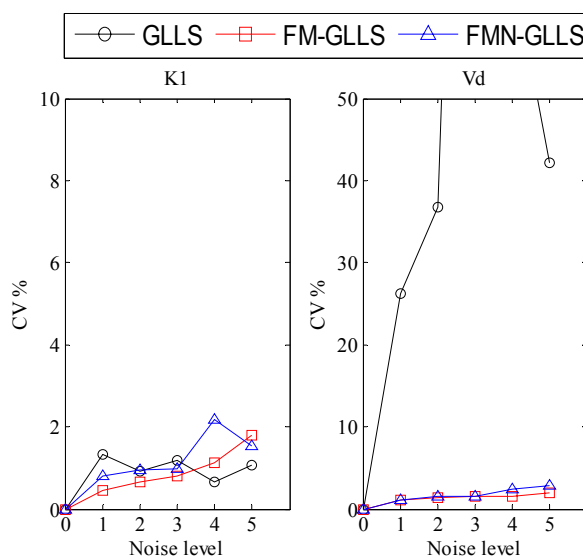 GLLS FM-GLLS FMN-GLLS
K1 Vd
10 50
8 40
30
6
CV % CV %
4 20
2 10
0 0
0 1 2 3 4 5 0 1 2 3 4 5
Noise level Noise level